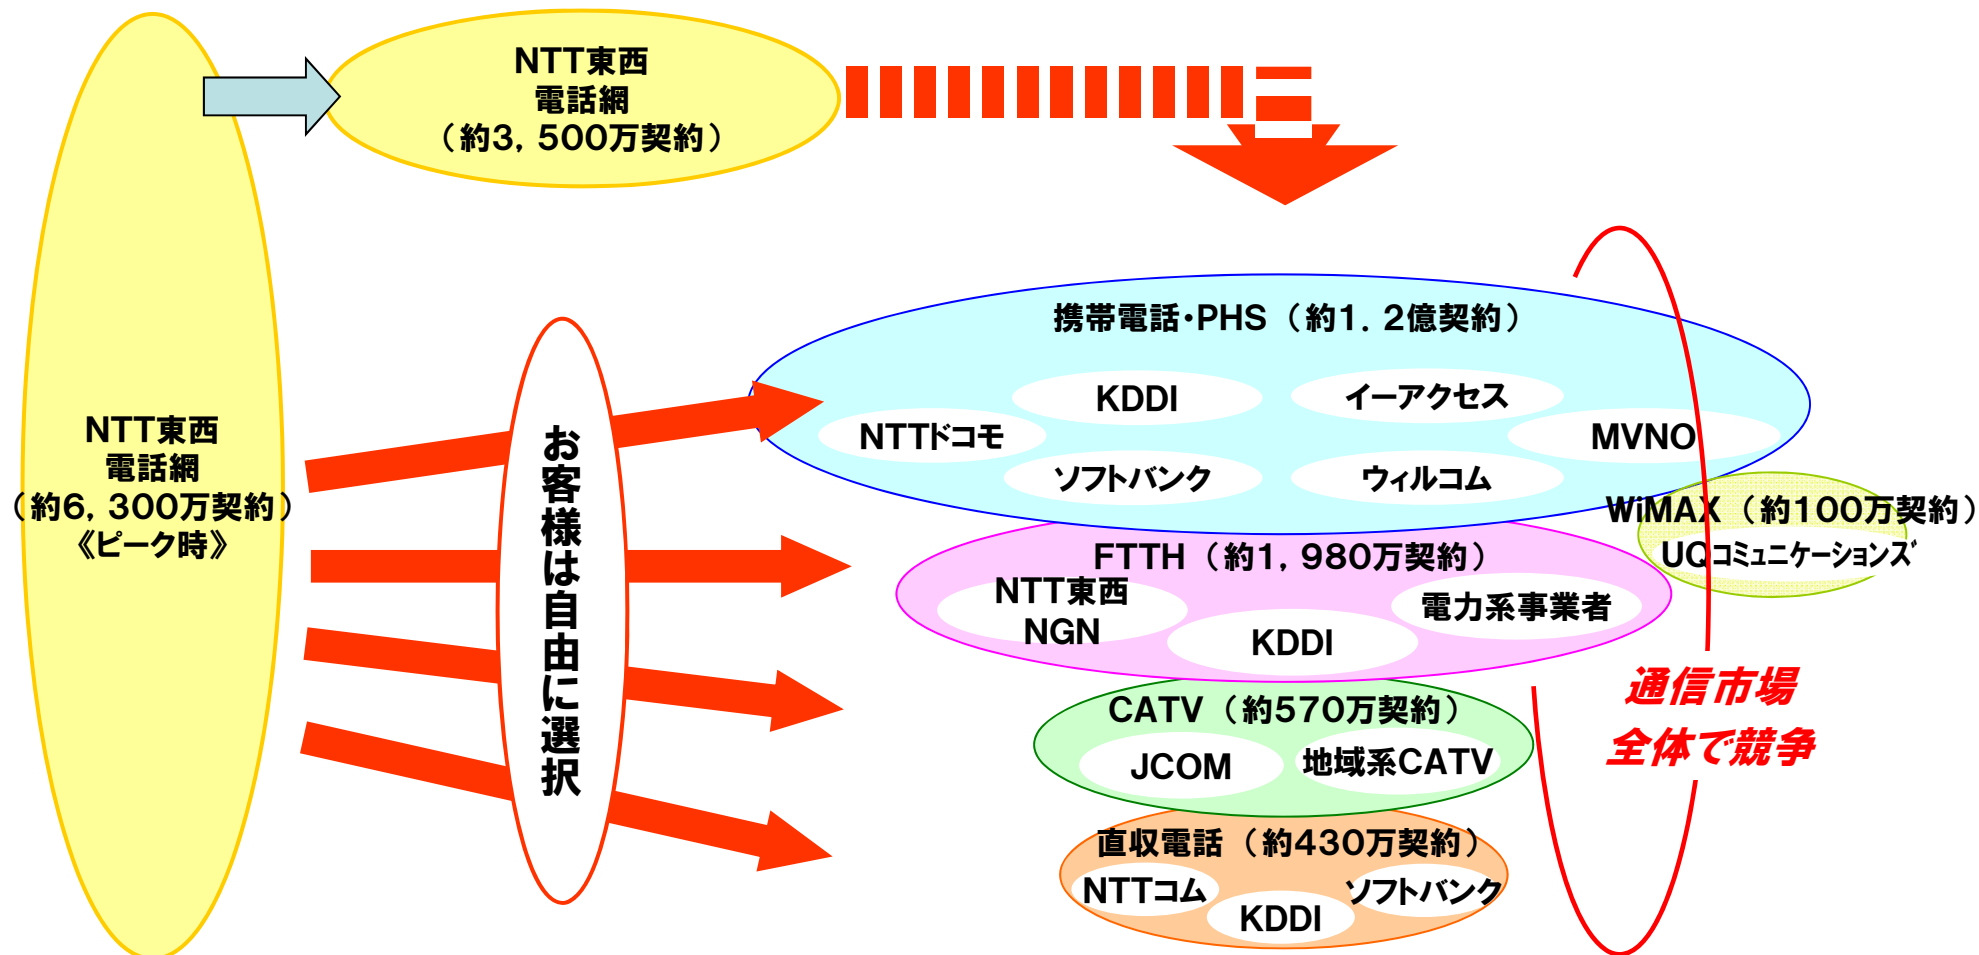 NTT東西
電話網
（約3，500万契約）
NTT東西
電話網
（約6，300万契約）
《ピーク時》
お客様は自由に選択
携帯電話・PHS（約1．2億契約）
KDDI
イーアクセス
NTTドコモ
MVNO
ソフトバンク
ウィルコム
WiMAX（約100万契約）
UQコミュニケーションズ
FTTH（約1，980万契約）
NTT東西
NGN
KDDI
電力系事業者
通信市場
全体で競争
CATV（約570万契約）
JCOM
地域系CATV
直収電話（約430万契約）
NTTコム
KDDI
ソフトバンク